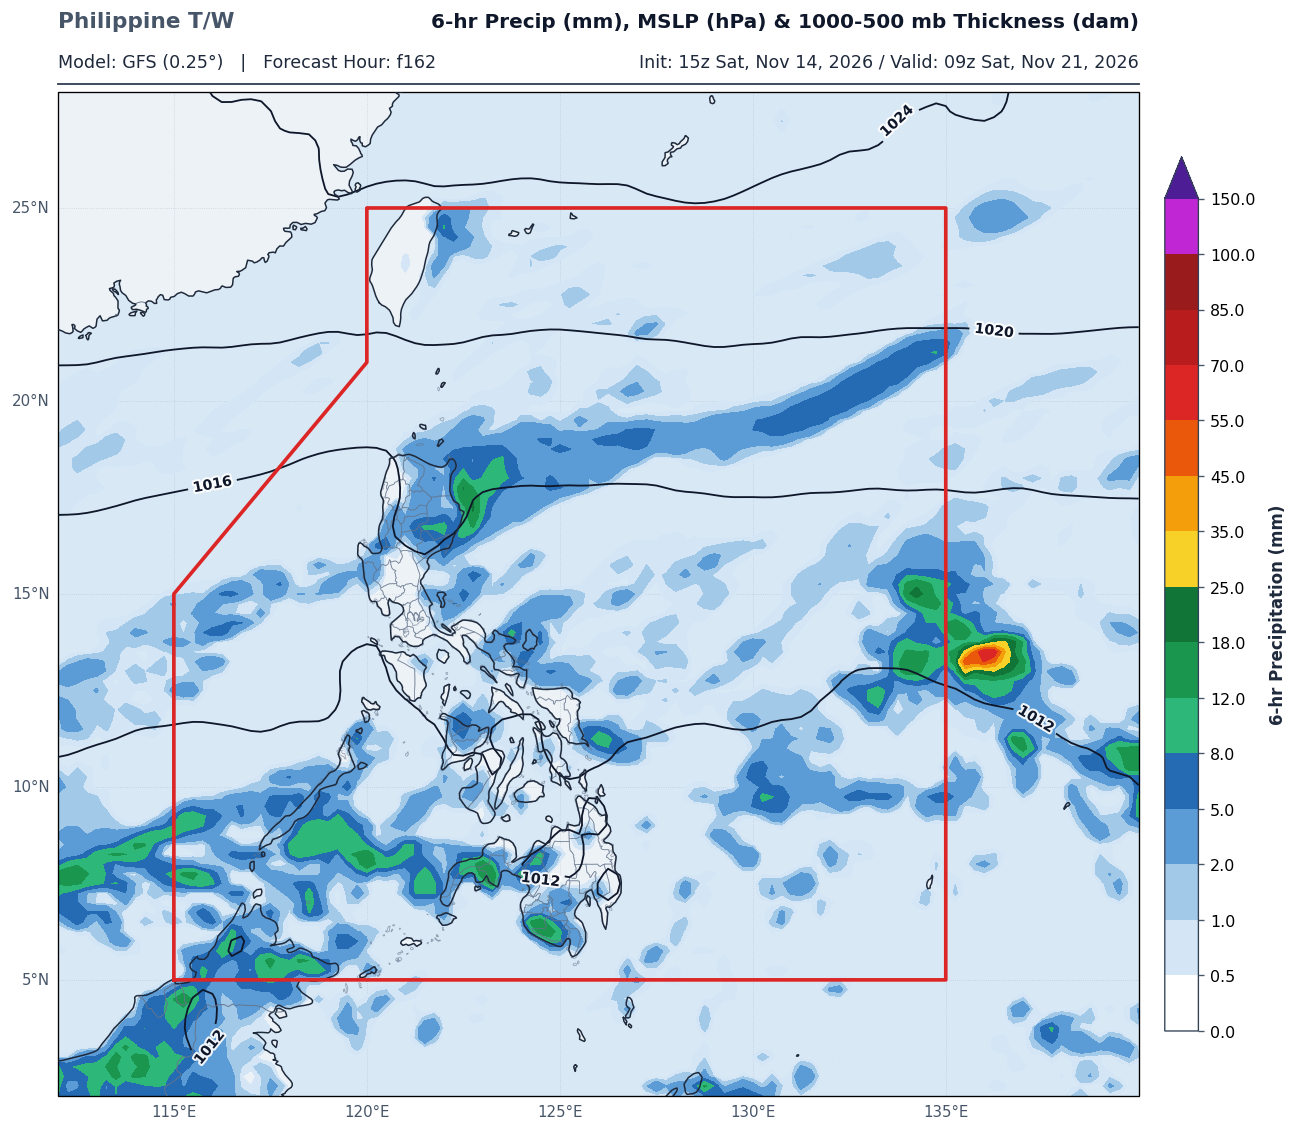 Philippine T/W
6-hr Precip (mm), MSLP (hPa) & 1000-500 mb Thickness (dam)
Model: GFS (0.25°) | Forecast Hour: f162
Init: 15z Sat, Nov 14, 2026 / Valid: 09z Sat, Nov 21, 2026
1024
1020
1016
1012
1012
1012
25°N
20°N
15°N
10°N
5°N
115°E
120°E
125°E
130°E
135°E
150.0
100.0
85.0
70.0
55.0
45.0
35.0
25.0
18.0
12.0
8.0
5.0
2.0
1.0
0.5
0.0
6-hr Precipitation (mm)